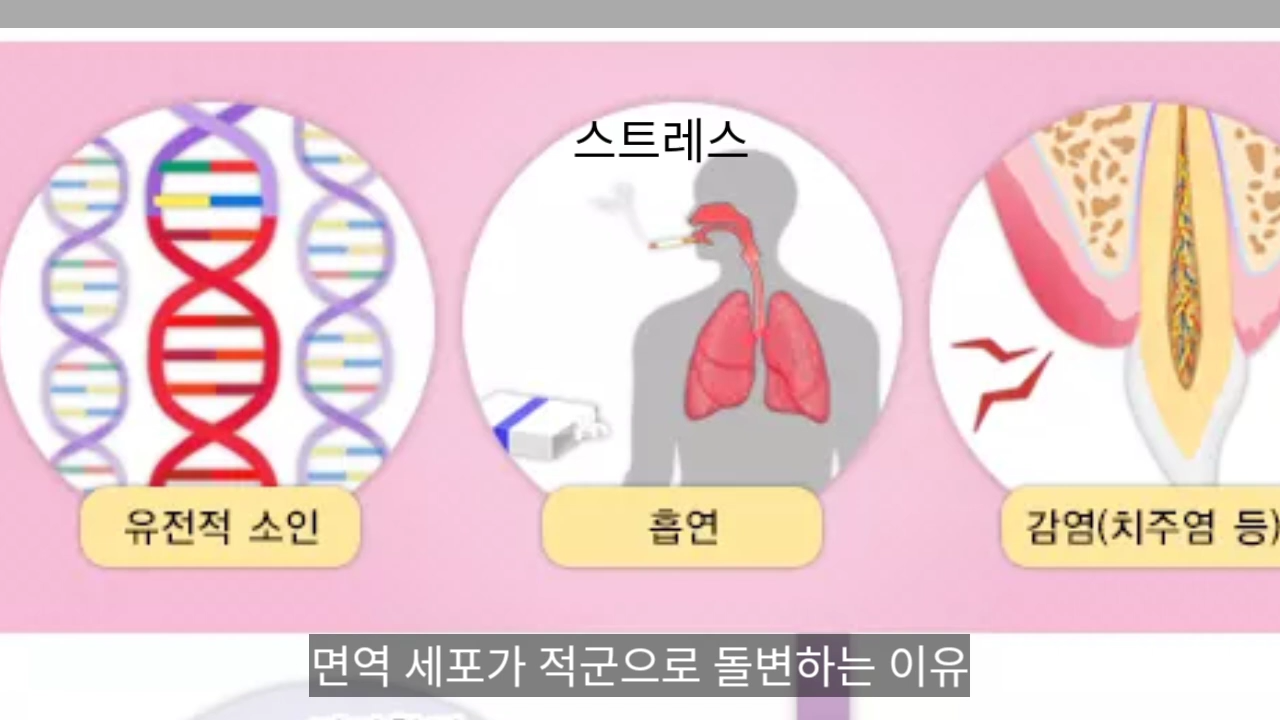 스트레스
유전적 소인
흡연
감염(치주염 등)
면역 세포가 적군으로 돌변하는 이유